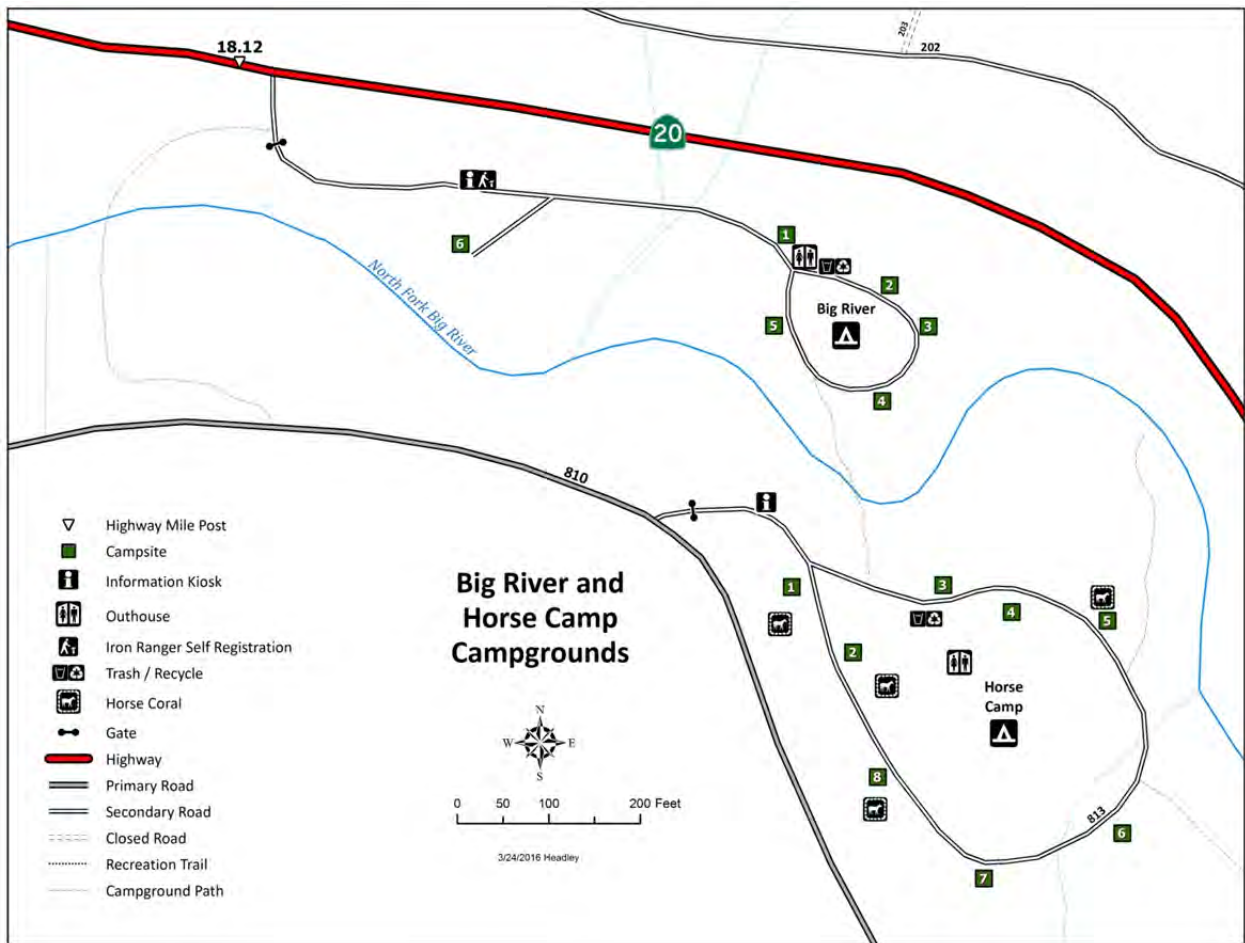 18.12
203
202
20
6
1
2
Big River
5
3
4
North Fork Big River
810
Highway Mile Post
Campsite
Information Kiosk
Outhouse
Iron Ranger Self Registration
Trash / Recycle
Horse Coral
Gate
Highway
Primary Road
Secondary Road
Closed Road
Recreation Trail
Campground Path
Big River and
Horse Camp
Campgrounds
N
W E
S
0 50 100 200 Feet
3/24/2016 Headley
1
3
4
5
2
Horse
Camp
8
813
6
7